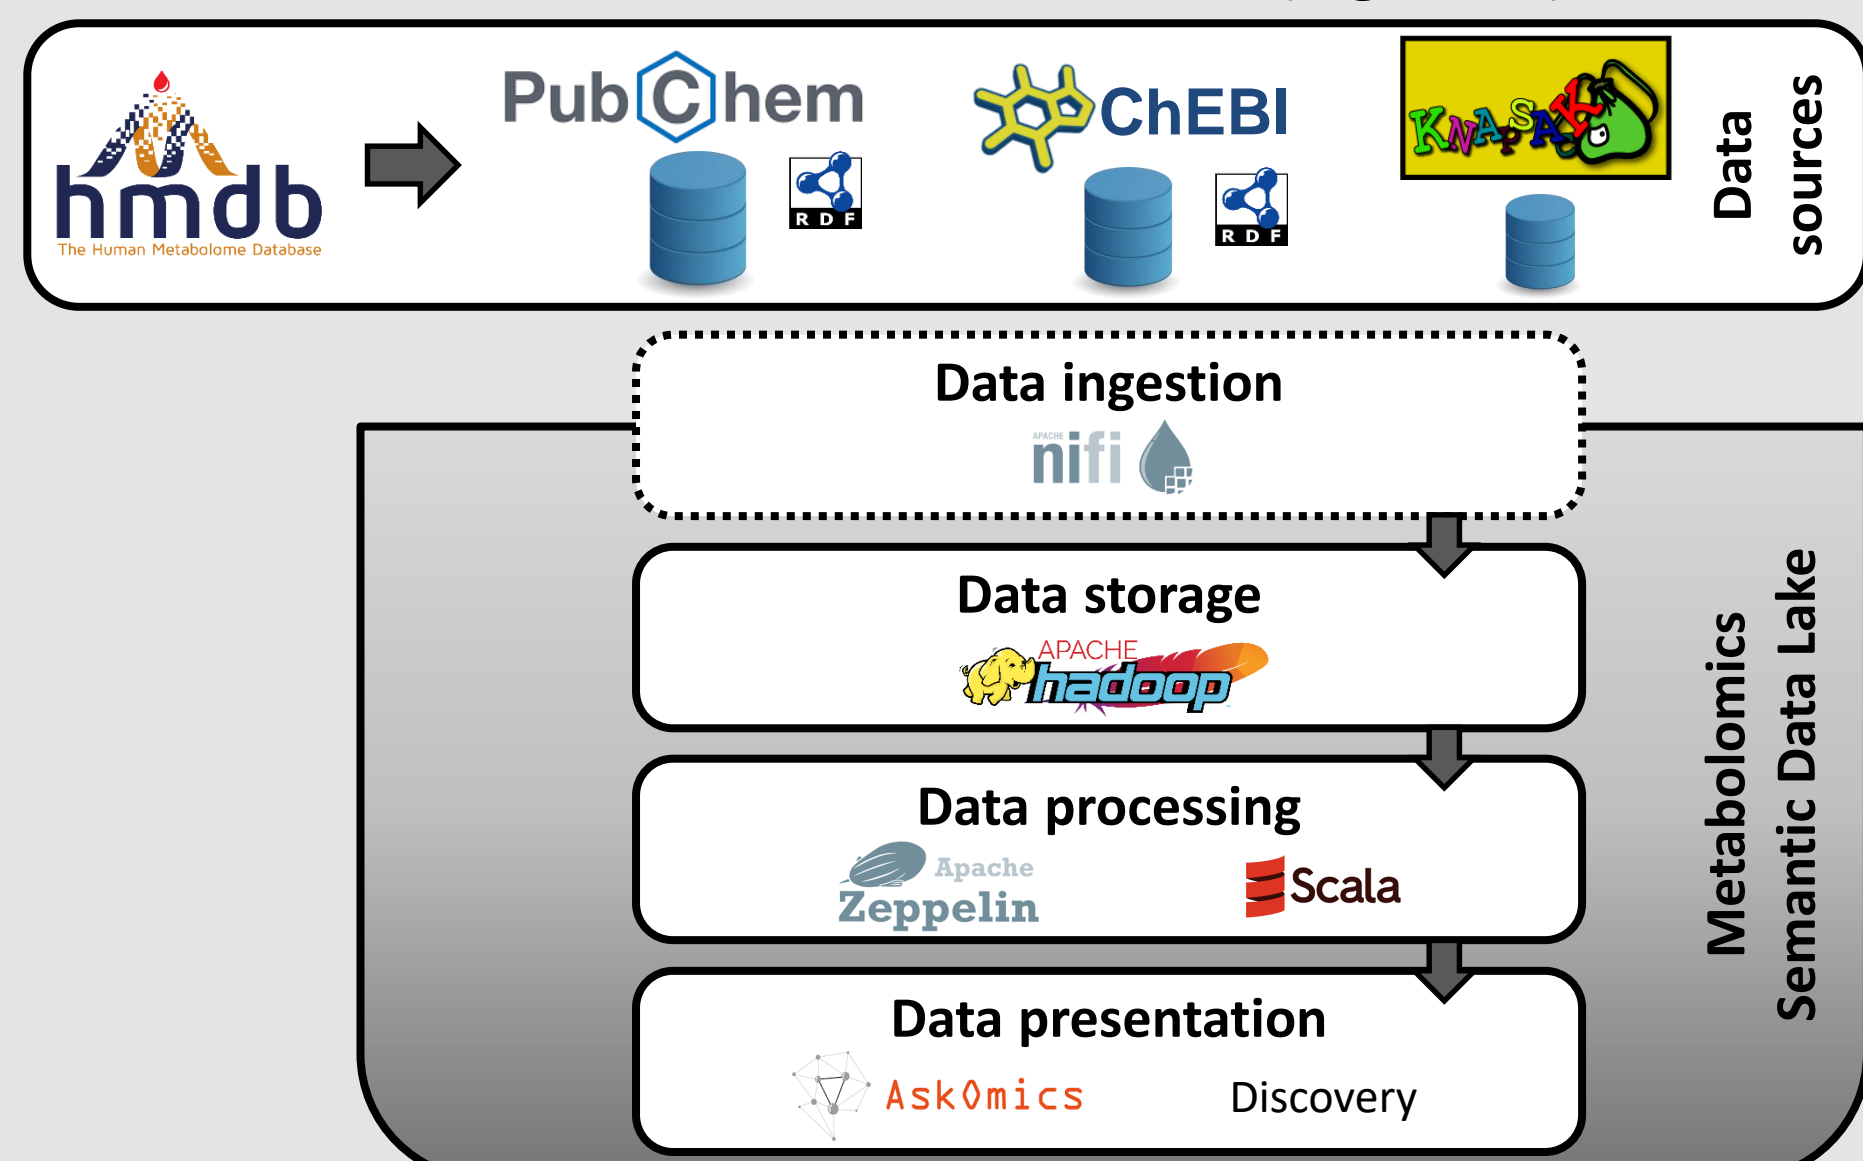 hmdb
The Human Metabolome Database
PubChem
RDF
ChEBI
RDF
KNApSAcK
Data
sources
Data ingestion
APACHE
nifi
Data storage
APACHE
hadoop
Data processing
Apache
Zeppelin
Scala
Data presentation
AskOmics
Discovery
Metabolomics
Semantic Data Lake